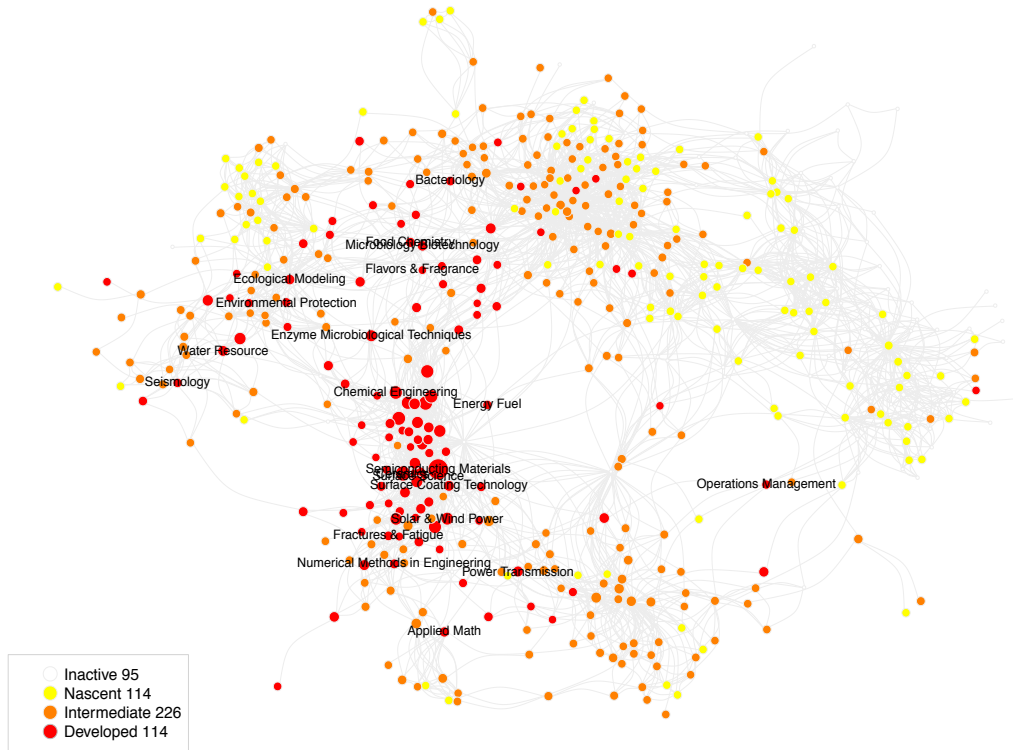 Bacteriology
Food Chemistry
Microbiology Biotechnology
Flavors & Fragrance
Ecological Modeling
Environmental Protection
Enzyme Microbiological Techniques
Water Resource
Seismology
Chemical Engineering
Energy Fuel
Semiconducting Materials
Surface Science
Surface Coating Technology
Operations Management
Solar & Wind Power
Fractures & Fatigue
Numerical Methods in Engineering
Power Transmission
Applied Math
Inactive 95
Nascent 114
Intermediate 226
Developed 114